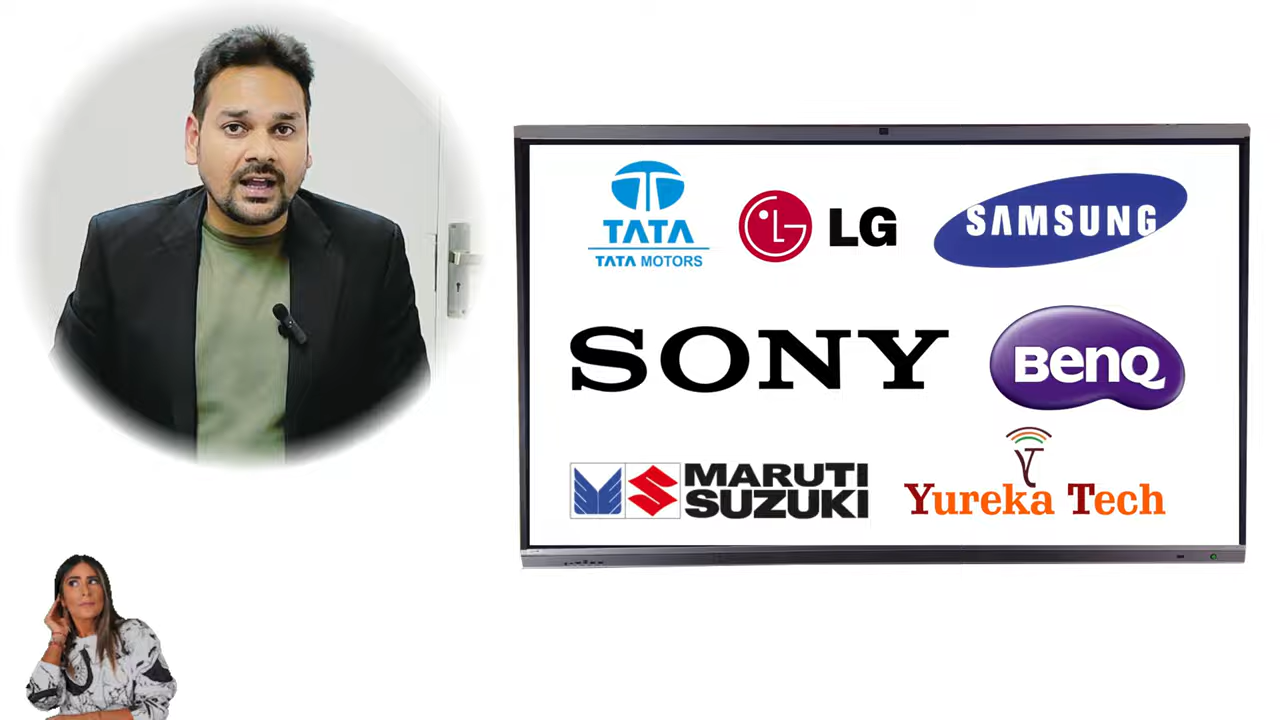 TATA
TATA MOTORS
LG
SAMSUNG
SONY
BenQ
MARUTI
SUZUKI
Yureka Tech